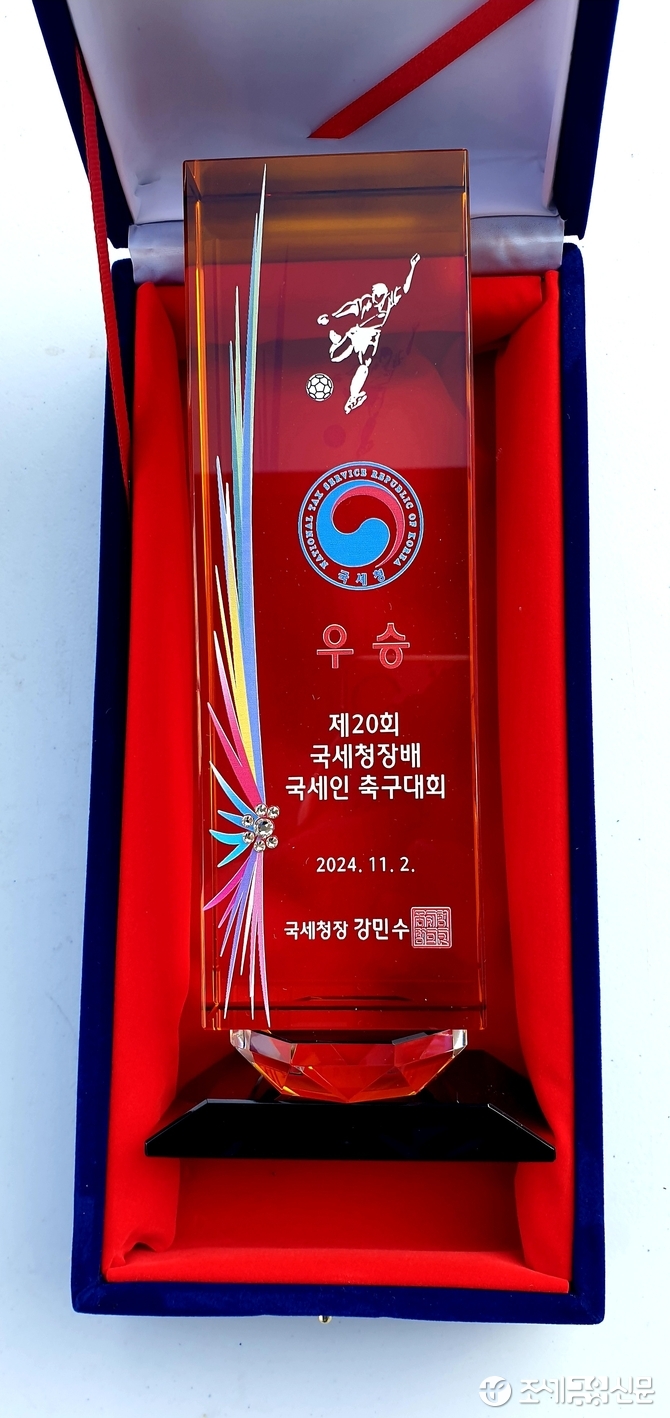 NATIONAL TAX SERVICE REPUBLIC OF KOREA
국세청
우승
제20회
국세청장배
국세인 축구대회
2024. 11. 2.
국세청장 강민수
조세금융신문